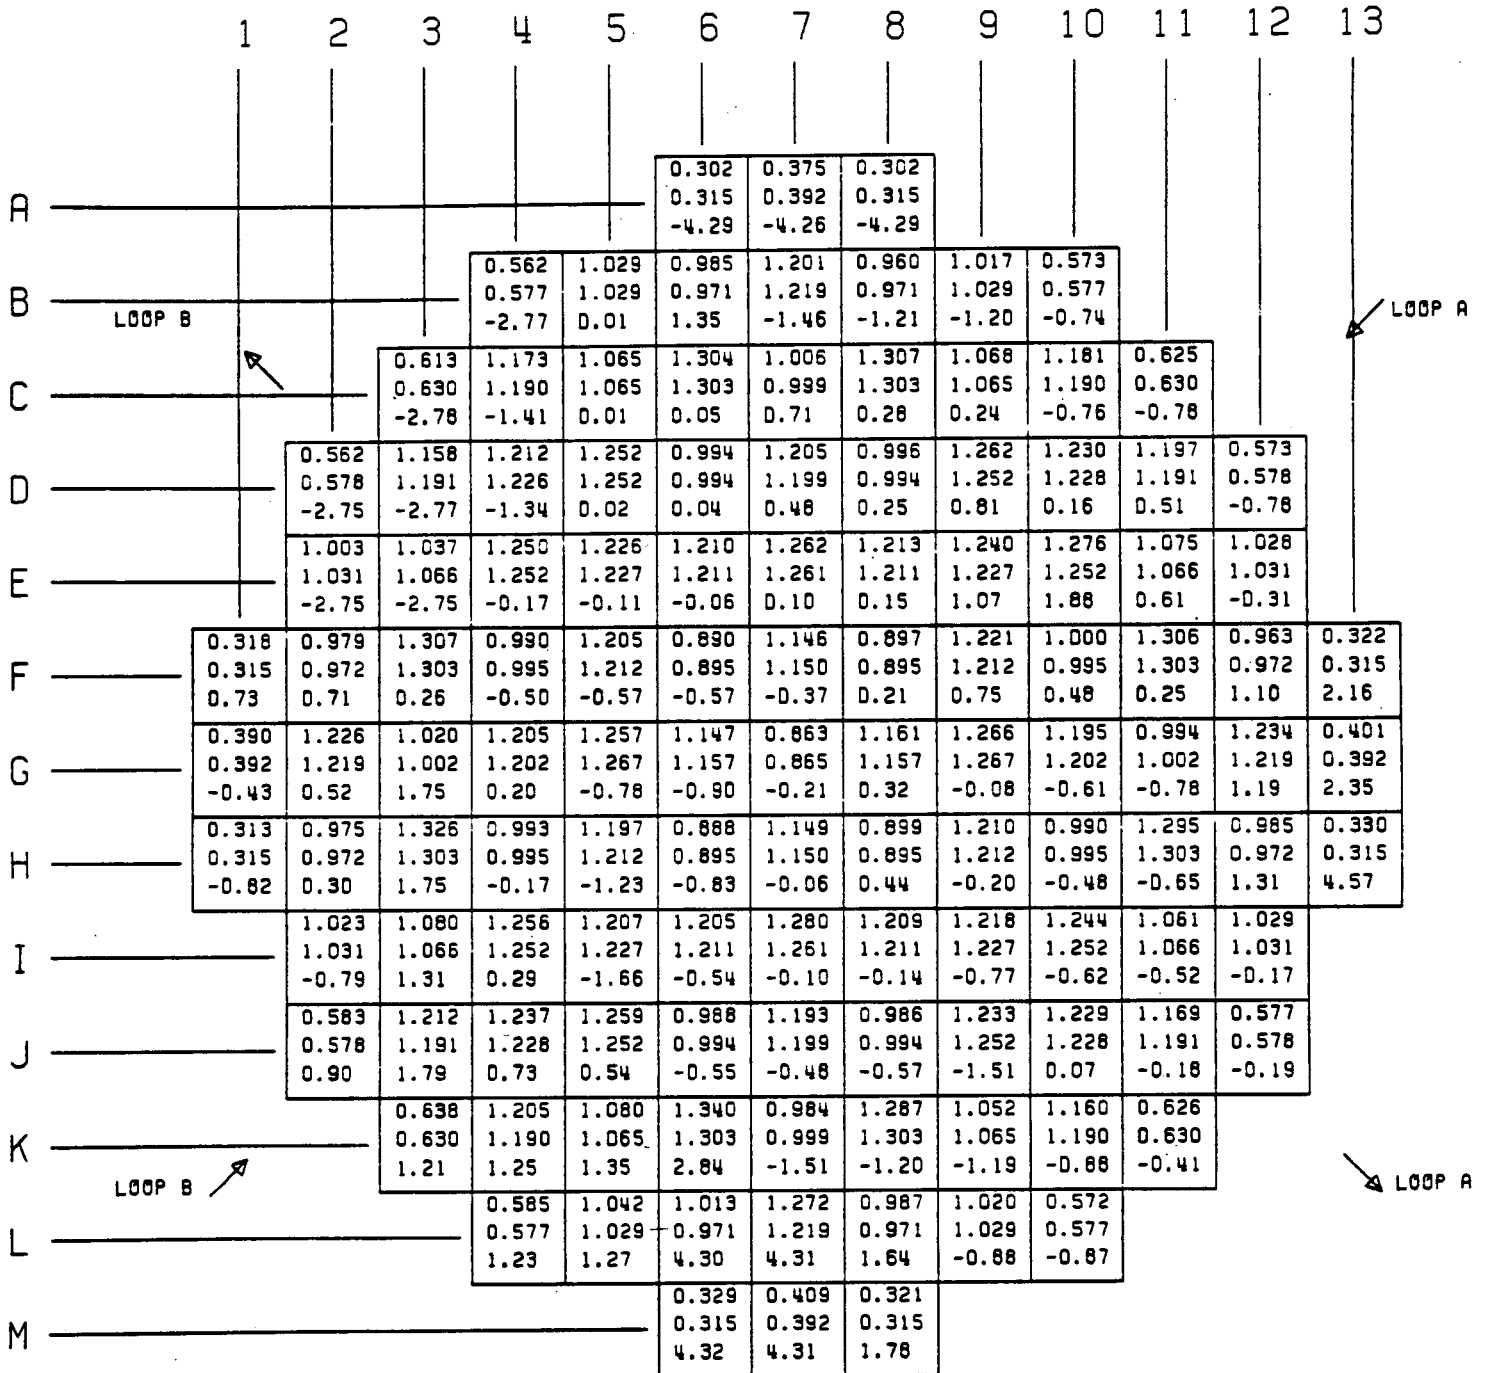 1 2 3 4 5 6 7 8 9 10 11 12 13
0.302 0.375 0.302
A 0.315 0.392 0.315
-4.29 -4.26 -4.29
0.562 1.029 0.985 1.201 0.960 1.017 0.573
B 0.577 1.029 0.971 1.219 0.971 1.029 0.577
LOOP B -2.77 0.01 1.35 -1.46 -1.21 -1.20 -0.74 LOOP A
0.613 1.173 1.065 1.304 1.006 1.307 1.068 1.181 0.625
C 0.630 1.190 1.065 1.303 0.999 1.303 1.065 1.190 0.630
-2.78 -1.41 0.01 0.05 0.71 0.28 0.24 -0.76 -0.78
0.562 1.158 1.212 1.252 0.994 1.205 0.996 1.262 1.230 1.197 0.573
D 0.578 1.191 1.226 1.252 0.994 1.199 0.994 1.252 1.228 1.191 0.578
-2.75 -2.77 -1.34 0.02 0.04 0.48 0.25 0.81 0.16 0.51 -0.78
1.003 1.037 1.250 1.226 1.210 1.262 1.213 1.240 1.276 1.075 1.028
E 1.031 1.066 1.252 1.227 1.211 1.261 1.211 1.227 1.252 1.066 1.031
-2.75 -2.75 -0.17 -0.11 -0.06 0.10 0.15 1.07 1.88 0.61 -0.31
0.318 0.979 1.307 0.990 1.205 0.890 1.146 0.897 1.221 1.000 1.306 0.963 0.322
F 0.315 0.972 1.303 0.995 1.212 0.895 1.150 0.895 1.212 0.995 1.303 0.972 0.315
0.73 0.71 0.26 -0.50 -0.57 -0.57 -0.37 0.21 0.75 0.48 0.25 1.10 2.16
0.390 1.226 1.020 1.205 1.257 1.147 0.863 1.161 1.266 1.195 0.994 1.234 0.401
G 0.392 1.219 1.002 1.202 1.267 1.157 0.865 1.157 1.267 1.202 1.002 1.219 0.392
-0.43 0.52 1.75 0.20 -0.78 -0.90 -0.21 0.32 -0.08 -0.61 -0.78 1.19 2.35
0.313 0.975 1.326 0.993 1.197 0.888 1.149 0.899 1.210 0.990 1.295 0.985 0.330
H 0.315 0.972 1.303 0.995 1.212 0.895 1.150 0.895 1.212 0.995 1.303 0.972 0.315
-0.82 0.30 1.75 -0.17 -1.23 -0.83 -0.06 0.44 -0.20 -0.48 -0.65 1.31 4.57
1.023 1.080 1.256 1.207 1.205 1.280 1.209 1.218 1.244 1.061 1.029
I 1.031 1.066 1.252 1.227 1.211 1.261 1.211 1.227 1.252 1.066 1.031
-0.79 1.31 0.29 -1.66 -0.54 -0.10 -0.14 -0.77 -0.62 -0.52 -0.17
0.583 1.212 1.237 1.259 0.988 1.193 0.986 1.233 1.229 1.169 0.577
J 0.578 1.191 1.228 1.252 0.994 1.199 0.994 1.252 1.228 1.191 0.578
0.90 1.79 0.73 0.54 -0.55 -0.48 -0.57 -1.51 0.07 -0.18 -0.19
0.638 1.205 1.080 1.340 0.984 1.287 1.052 1.160 0.626
K 0.630 1.190 1.065 1.303 0.999 1.303 1.065 1.190 0.630
1.21 1.25 1.35 2.84 -1.51 -1.20 -1.19 -0.88 -0.41
LOOP B LOOP A
0.585 1.042 1.013 1.272 0.987 1.020 0.572
L 0.577 1.029 0.971 1.219 0.971 1.029 0.577
1.23 1.27 4.30 4.31 1.64 -0.88 -0.87
0.329 0.409 0.321
M 0.315 0.392 0.315
4.32 4.31 1.78